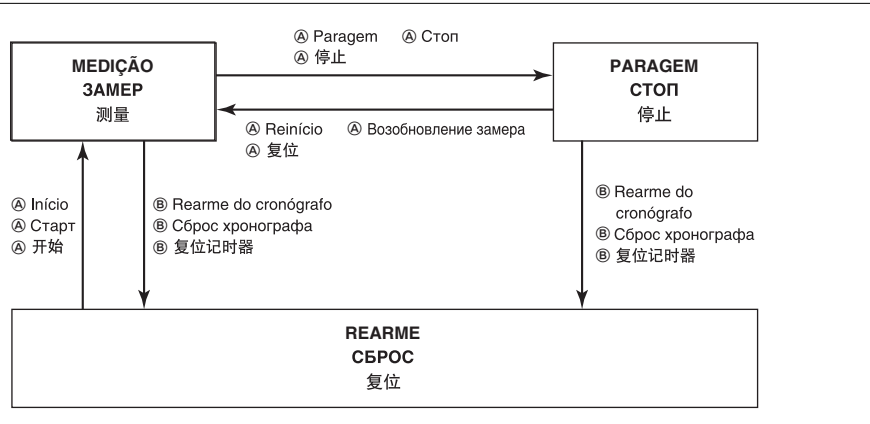 Ⓐ Paragem Ⓐ Стоп
Ⓐ 停止
MEDIÇÃO
ЗАМЕР
测量
PARAGEM
СТОП
停止
Ⓐ Reinício Ⓐ Возобновление замера
Ⓐ 复位
Ⓐ Início
Ⓐ Старт
Ⓐ 开始
Ⓑ Rearme do cronógrafo
Ⓑ Сброс хронографа
Ⓑ 复位记时器
Ⓑ Rearme do
cronógrafo
Ⓑ Сброс хронографа
Ⓑ 复位记时器
REARME
СБРОС
复位